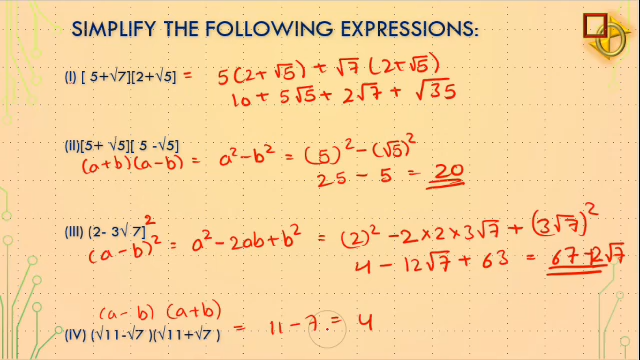 SIMPLIFY THE FOLLOWING EXPRESSIONS:
(I) [ 5+√7][2+√5] = 5(2+√5) + √7 (2+√5)
10 + 5√5 + 2√7 + √35
(II)[5+ √5][ 5 -√5]
(a+b)(a-b) = a²-b² = (5)² - (√5)²
25 - 5 = 20
(III) (2- 3√ 7]²
(a-b)² = a² - 2ab + b² = (2)² - 2×2×3√7 + (3√7)²
4 - 12√7 + 63 = 67+2√7
(a-b) (a+b)
(IV) (√11-√7 )(√11+√7 ) = 11 - 7 = 4